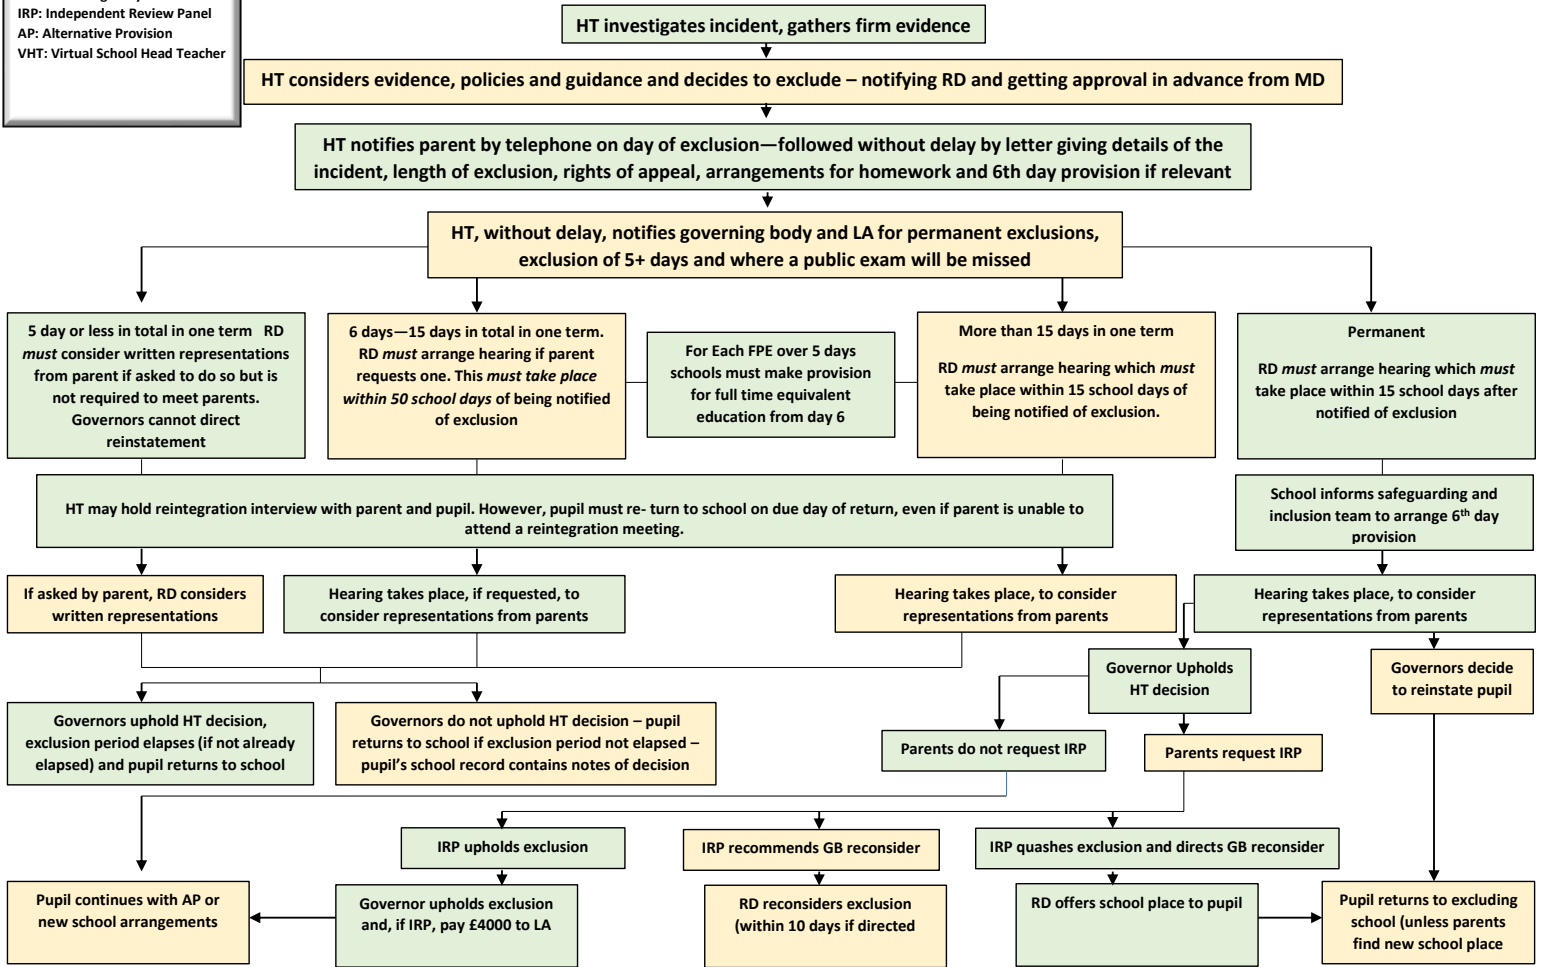 IRP: Independent Review Panel
AP: Alternative Provision
VHT: Virtual School Head Teacher
HT investigates incident, gathers firm evidence
HT considers evidence, policies and guidance and decides to exclude – notifying RD and getting approval in advance from MD
HT notifies parent by telephone on day of exclusion—followed without delay by letter giving details of the
incident, length of exclusion, rights of appeal, arrangements for homework and 6th day provision if relevant
HT, without delay, notifies governing body and LA for permanent exclusions,
exclusion of 5+ days and where a public exam will be missed
5 day or less in total in one term RD
must consider written representations
from parent if asked to do so but is
not required to meet parents.
Governors cannot direct
reinstatement
6 days—15 days in total in one term.
RD must arrange hearing if parent
requests one. This must take place
within 50 school days of being notified
of exclusion
For Each FPE over 5 days
schools must make provision
for full time equivalent
education from day 6
More than 15 days in one term
RD must arrange hearing which must
take place within 15 school days of
being notified of exclusion.
Permanent
RD must arrange hearing which must
take place within 15 school days after
notified of exclusion
HT may hold reintegration interview with parent and pupil. However, pupil must re- turn to school on due day of return, even if parent is unable to
attend a reintegration meeting.
School informs safeguarding and
inclusion team to arrange 6th day
provision
If asked by parent, RD considers
written representations
Hearing takes place, if requested, to
consider representations from parents
Hearing takes place, to consider
representations from parents
Hearing takes place, to consider
representations from parents
Governor Upholds
HT decision
Governors decide
to reinstate pupil
Governors uphold HT decision,
exclusion period elapses (if not already
elapsed) and pupil returns to school
Governors do not uphold HT decision – pupil
returns to school if exclusion period not elapsed –
pupil's school record contains notes of decision
Parents do not request IRP
Parents request IRP
IRP upholds exclusion
IRP recommends GB reconsider
IRP quashes exclusion and directs GB reconsider
Pupil continues with AP or
new school arrangements
Governor upholds exclusion
and, if IRP, pay £4000 to LA
RD reconsiders exclusion
(within 10 days if directed
RD offers school place to pupil
Pupil returns to excluding
school (unless parents
find new school place